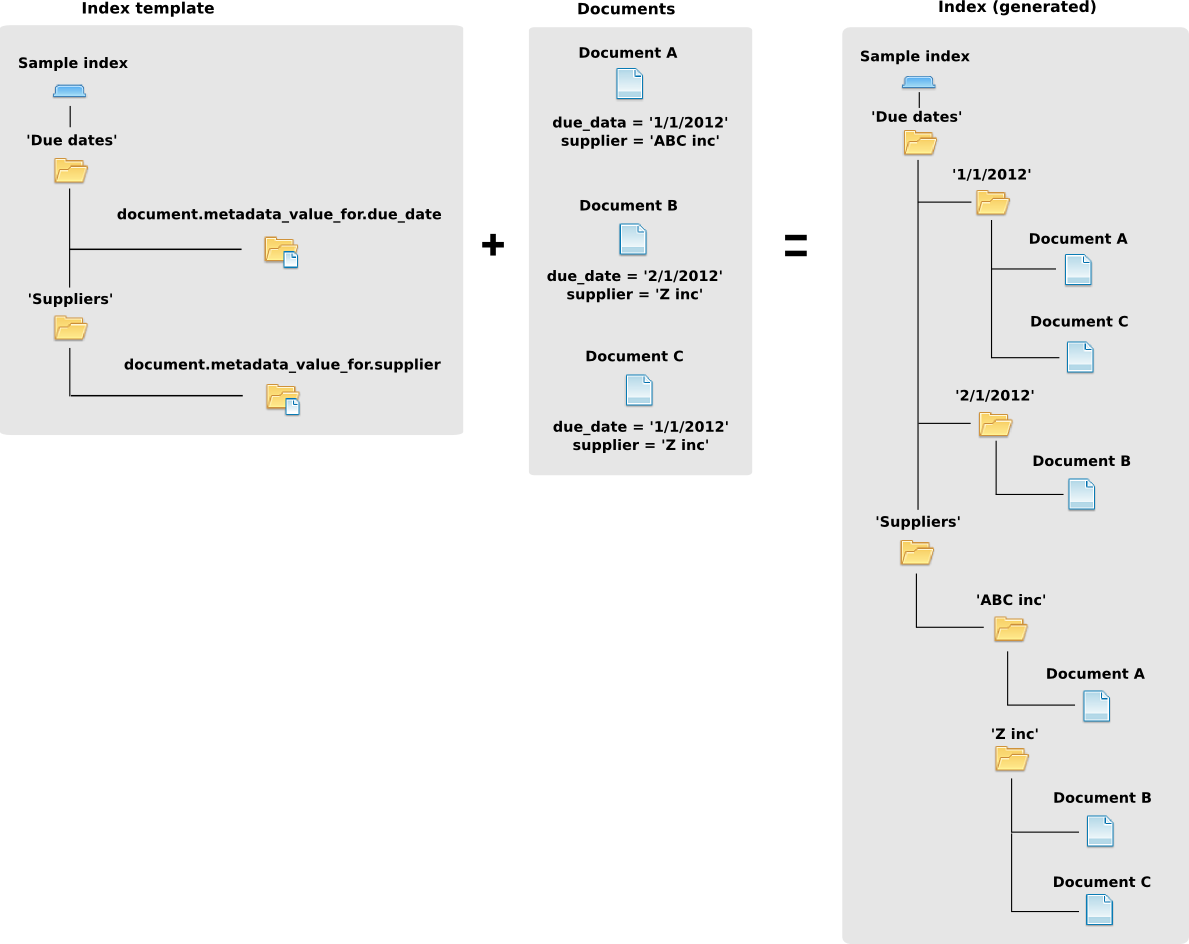 Index template
Sample index
'Due dates'
document.metadata_value_for.due_date
'Suppliers'
document.metadata_value_for.supplier
+
Documents
Document A
due_data = '1/1/2012'
supplier = 'ABC inc'
Document B
due_date = '2/1/2012'
supplier = 'Z inc'
Document C
due_date = '1/1/2012'
supplier = 'Z inc'
=
Index (generated)
Sample index
'Due dates'
'1/1/2012'
Document A
Document C
'2/1/2012'
Document B
'Suppliers'
'ABC inc'
Document A
'Z inc'
Document B
Document C